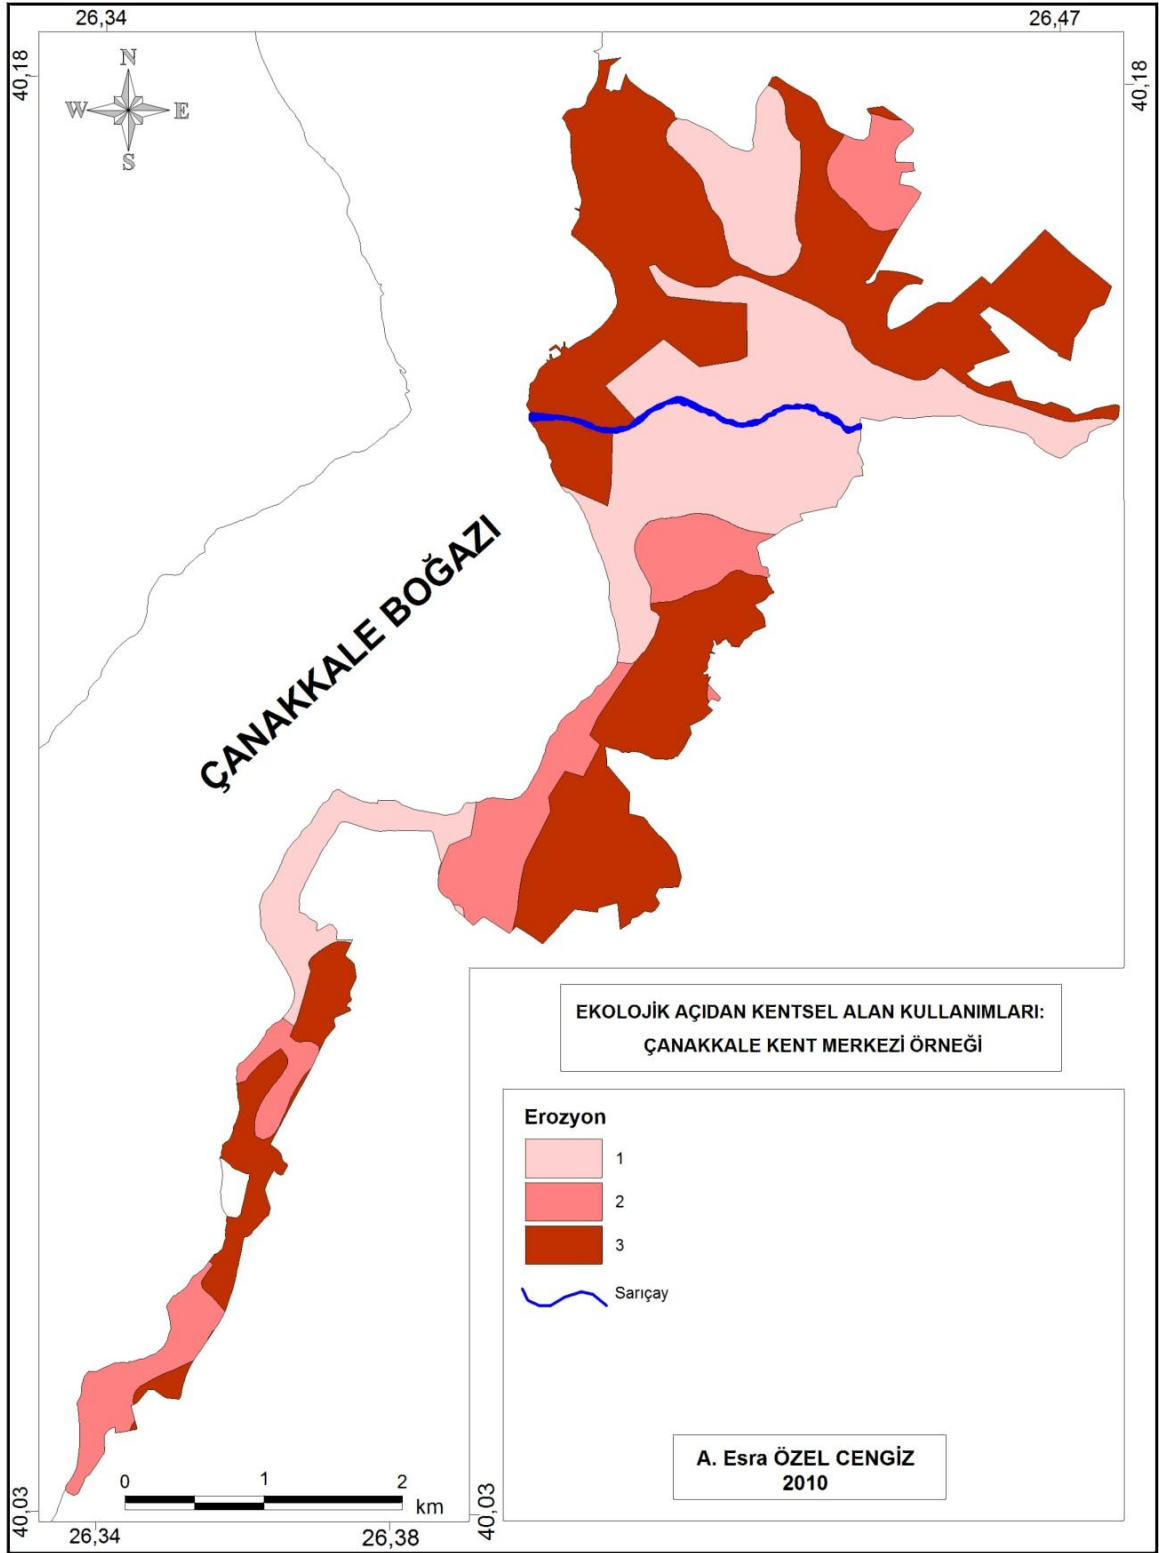 26,34
26,47
40,18
40,18
N
W E
S
ÇANAKKALE BOĞAZI
EKOLOJİK AÇIDAN KENTSEL ALAN KULLANIMLARI:
ÇANAKKALE KENT MERKEZİ ÖRNEĞİ
Erozyon
1
2
3
Sarıçay
A. Esra ÖZEL CENGİZ
2010
0 1 2
km
40,03
40,03
26,34
26,38